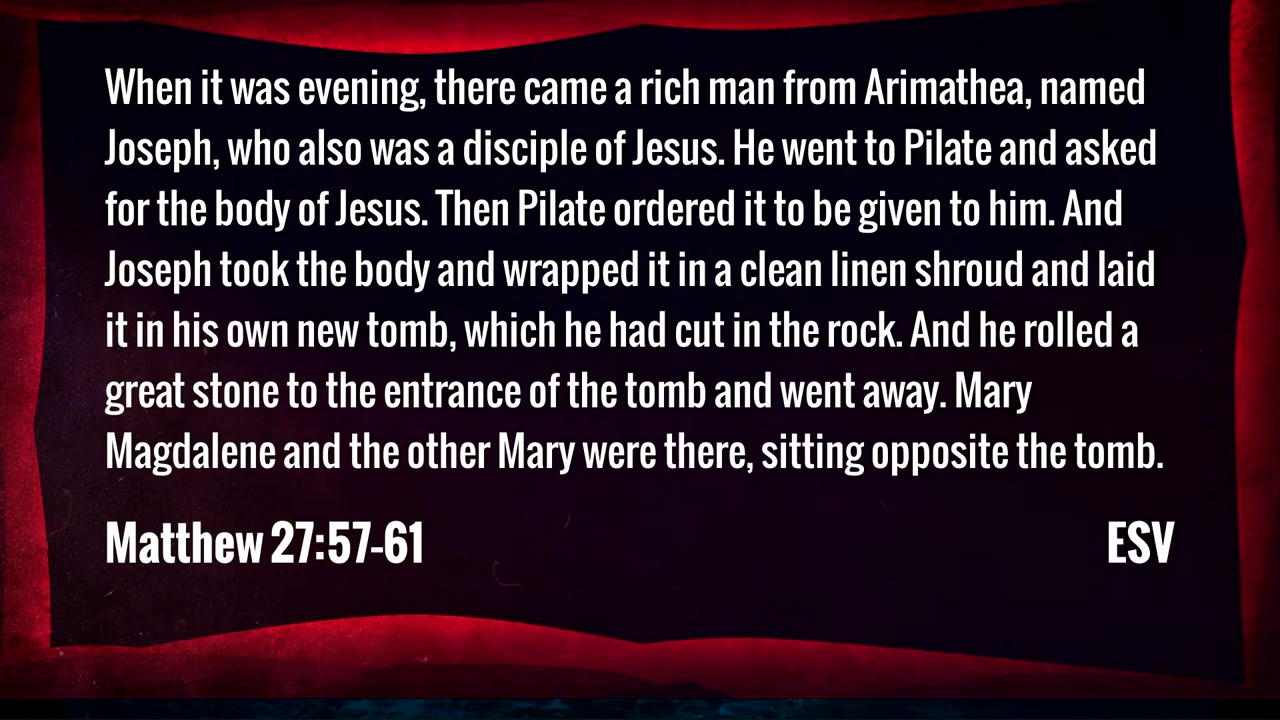 When it was evening, there came a rich man from Arimathea, named
Joseph, who also was a disciple of Jesus. He went to Pilate and asked
for the body of Jesus. Then Pilate ordered it to be given to him. And
Joseph took the body and wrapped it in a clean linen shroud and laid
it in his own new tomb, which he had cut in the rock. And he rolled a
great stone to the entrance of the tomb and went away. Mary
Magdalene and the other Mary were there, sitting opposite the tomb.
Matthew 27:57-61 ESV